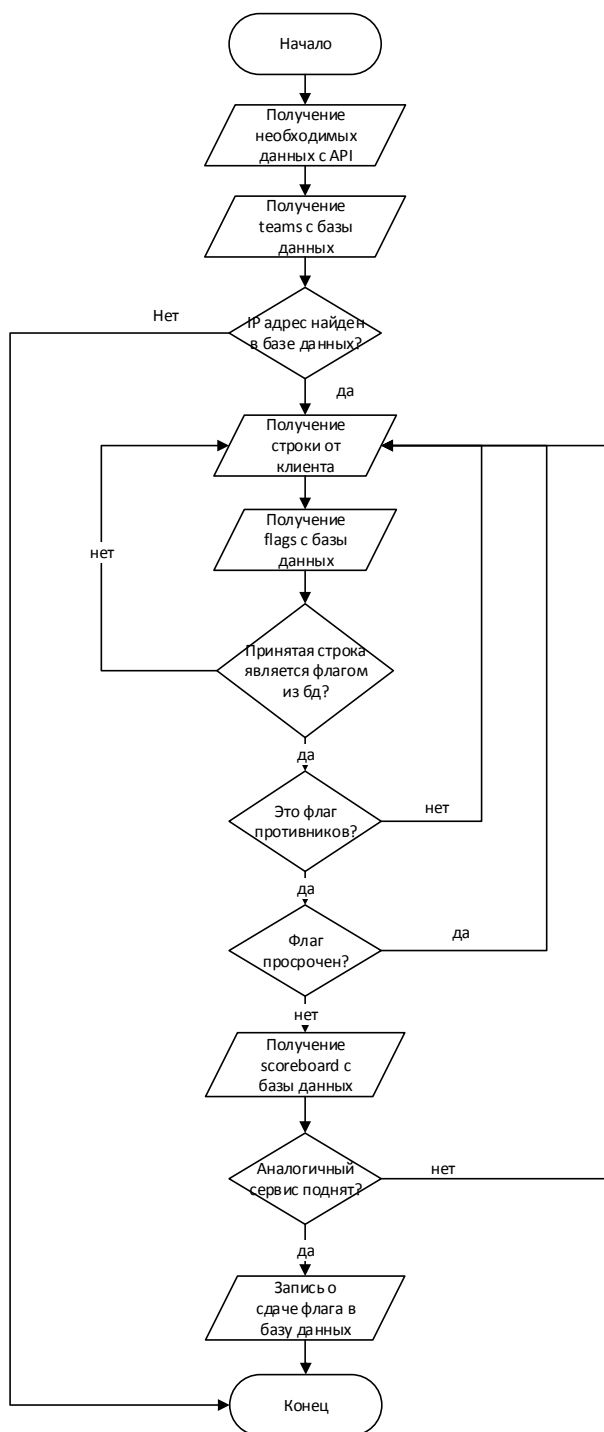 Начало
Получение
необходимых
данных с API
Получение
teams с базы
данных
Нет
IP адрес найден
в базе данных?
да
Получение
строки от
клиента
Получение
flags с базы
данных
нет
Принятая строка
является флагом
из бд?
да
Это флаг
противников?
нет
да
Флаг
просрочен?
да
нет
Получение
scoreboard с
базы данных
Аналогичный
сервис поднят?
нет
да
Запись о
сдаче флага в
базу данных
Конец